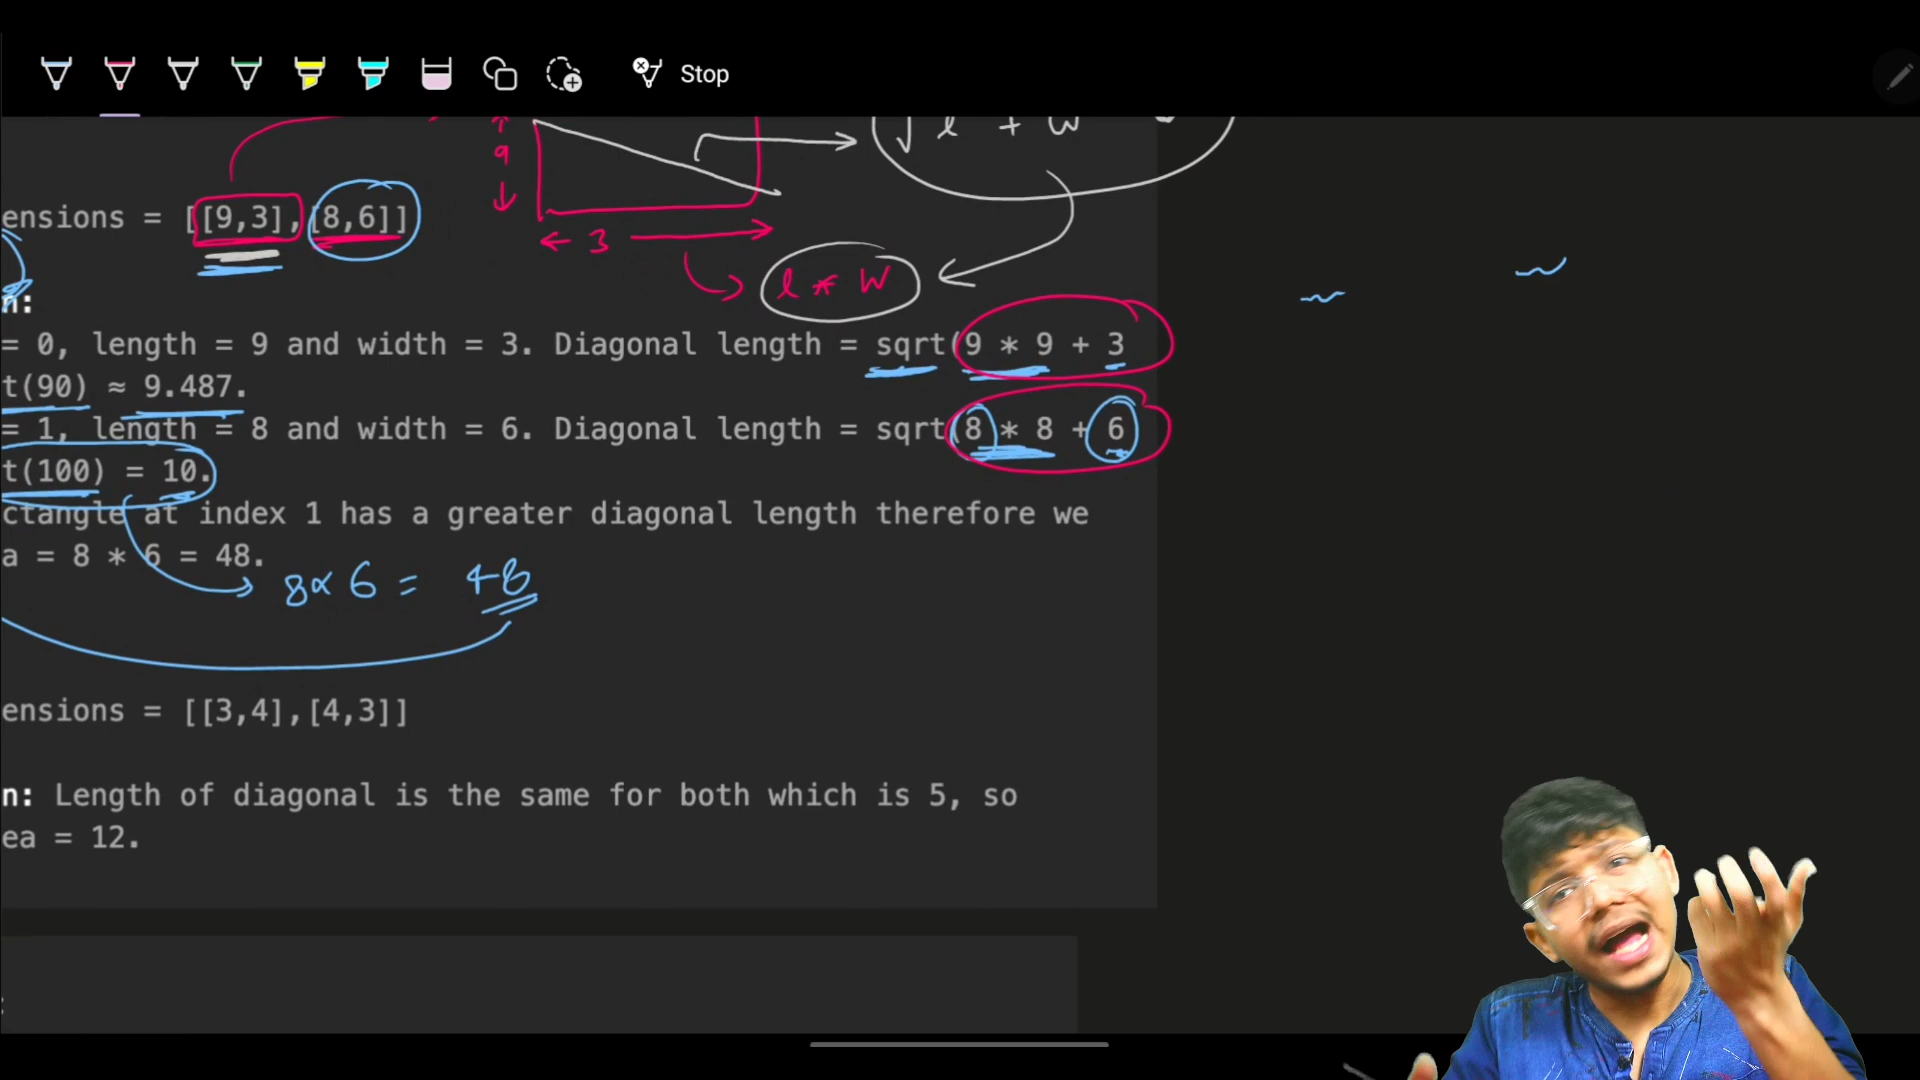 Stop
√ l + w
9
ensions = [[9,3],[8,6]]
3
l * W
n:
= 0, length = 9 and width = 3. Diagonal length = sqrt(9 * 9 + 3
t(90) ≈ 9.487.
= 1, length = 8 and width = 6. Diagonal length = sqrt(8 * 8 + 6
t(100) = 10.
ctangle at index 1 has a greater diagonal length therefore we
a = 8 * 6 = 48.
8 × 6 = 48
ensions = [[3,4],[4,3]]
n: Length of diagonal is the same for both which is 5, so
ea = 12.
: